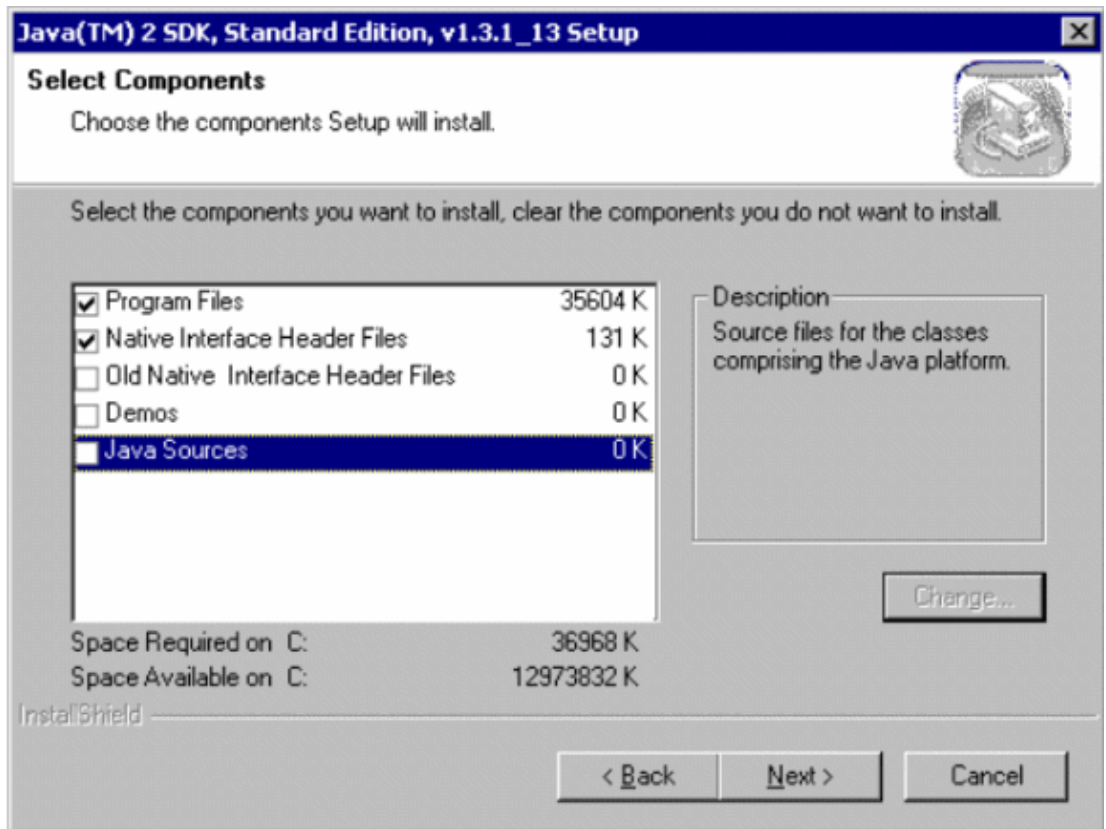 Java(TM) 2 SDK, Standard Edition, v1.3.1_13 Setup
Select Components
Choose the components Setup will install.
Select the components you want to install, clear the components you do not want to install.
Program Files 35604 K
Native Interface Header Files 131 K
Old Native Interface Header Files 0 K
Demos 0 K
Java Sources 0 K
Description
Source files for the classes
comprising the Java platform.
Change...
Space Required on C: 36968 K
Space Available on C: 12973832 K
InstallShield
< Back Next > Cancel